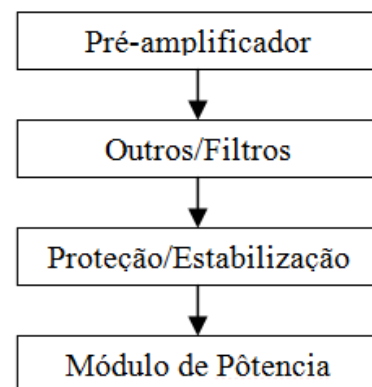 Pré-amplificador
Outros/Filtros
Proteção/Estabilização
Módulo de Pôtencia